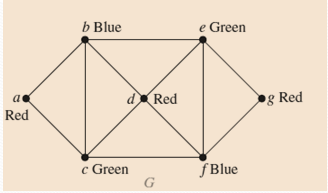 b Blue
e Green
a
Red
d Red
g Red
c Green
f Blue
G